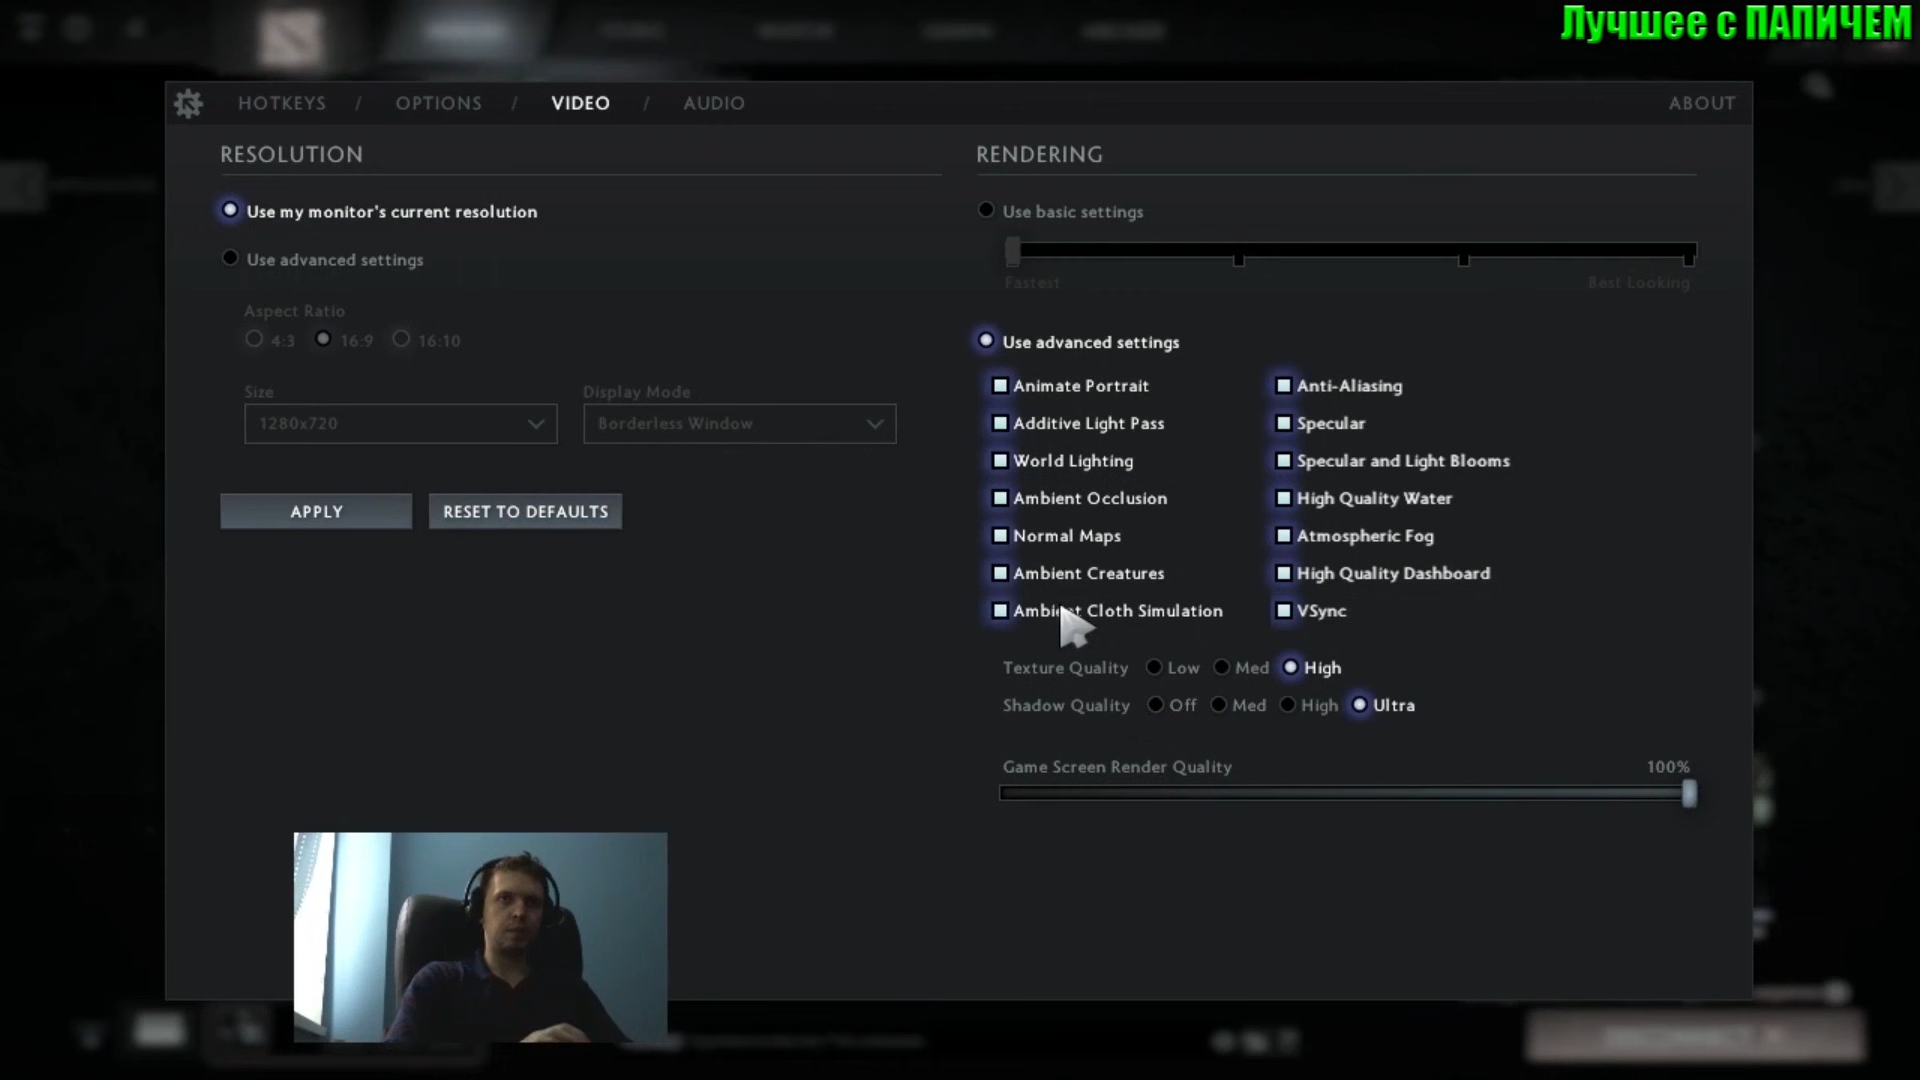 Лучшее с ПАПИЧЕМ
HOTKEYS / OPTIONS / VIDEO / AUDIO
ABOUT
RESOLUTION
Use my monitor's current resolution
Use advanced settings
Aspect Ratio
4:3 16:9 16:10
Size
Display Mode
1280x720
Borderless Window
APPLY
RESET TO DEFAULTS
RENDERING
Use basic settings
Fastest
Best Looking
Use advanced settings
Animate Portrait
Additive Light Pass
World Lighting
Ambient Occlusion
Normal Maps
Ambient Creatures
Ambient Cloth Simulation
Anti-Aliasing
Specular
Specular and Light Blooms
High Quality Water
Atmospheric Fog
High Quality Dashboard
VSync
Texture Quality Low Med High
Shadow Quality Off Med High Ultra
Game Screen Render Quality 100%